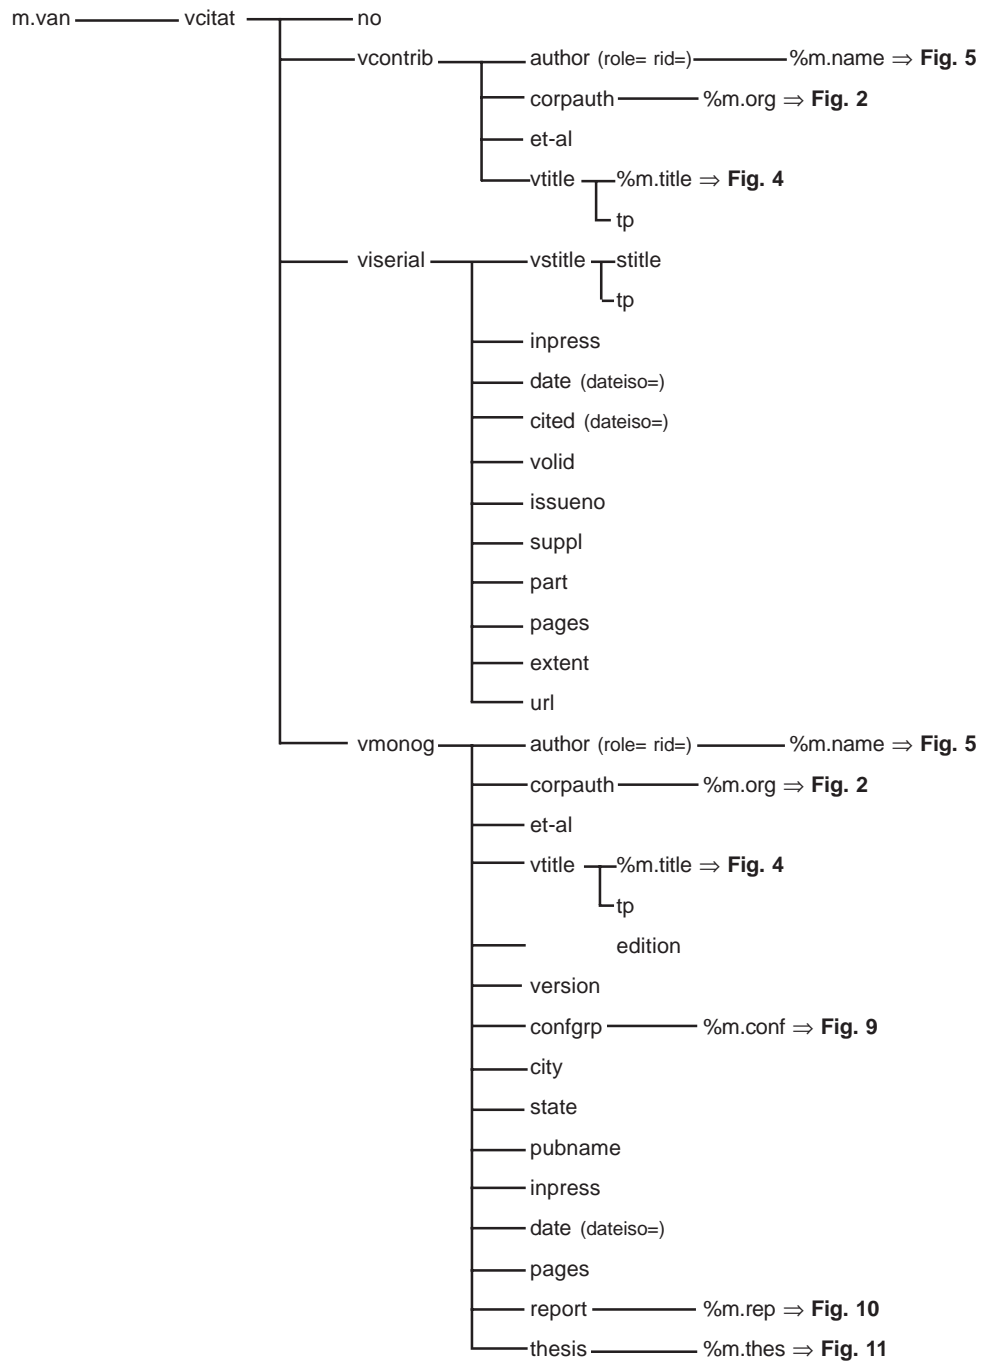 m.van vcitat no
vcontrib author (role= rid=) %m.name ⇒ Fig. 5
corpauth %m.org ⇒ Fig. 2
et-al
vtitle %m.title ⇒ Fig. 4
tp
viserial vstitle stitle
tp
inpress
date (dateiso=)
cited (dateiso=)
volid
issueno
suppl
part
pages
extent
url
vmonog author (role= rid=) %m.name ⇒ Fig. 5
corpauth %m.org ⇒ Fig. 2
et-al
vtitle %m.title ⇒ Fig. 4
tp
edition
version
confgrp %m.conf ⇒ Fig. 9
city
state
pubname
inpress
date (dateiso=)
pages
report %m.rep ⇒ Fig. 10
thesis %m.thes ⇒ Fig. 11